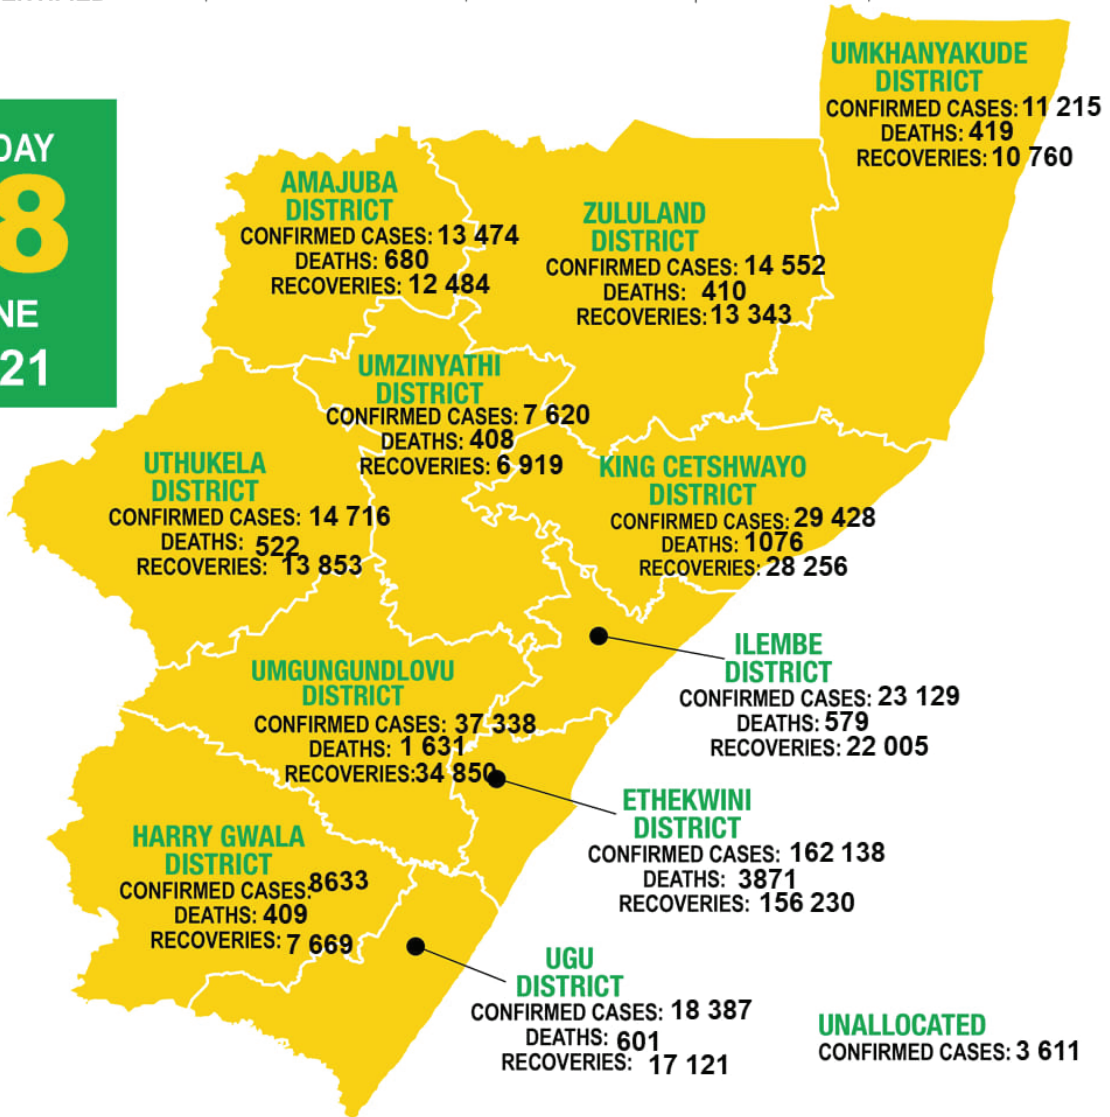 DAY
8
NE
21
UMKHANYAKUDE
DISTRICT
CONFIRMED CASES: 11 215
DEATHS: 419
RECOVERIES: 10 760
AMAJUBA
DISTRICT
CONFIRMED CASES: 13 474
DEATHS: 680
RECOVERIES: 12 484
ZULULAND
DISTRICT
CONFIRMED CASES: 14 552
DEATHS: 410
RECOVERIES: 13 343
UMZINYATHI
DISTRICT
CONFIRMED CASES: 7 620
DEATHS: 408
RECOVERIES: 6 919
UTHUKELA
DISTRICT
CONFIRMED CASES: 14 716
DEATHS: 522
RECOVERIES: 13 853
KING CETSHWAYO
DISTRICT
CONFIRMED CASES: 29 428
DEATHS: 1076
RECOVERIES: 28 256
ILEMBE
DISTRICT
CONFIRMED CASES: 23 129
DEATHS: 579
RECOVERIES: 22 005
UMGUNGUNDLOVU
DISTRICT
CONFIRMED CASES: 37 338
DEATHS: 1 631
RECOVERIES:34 850
ETHEKWINI
DISTRICT
CONFIRMED CASES: 162 138
DEATHS: 3871
RECOVERIES: 156 230
HARRY GWALA
DISTRICT
CONFIRMED CASES:8633
DEATHS: 409
RECOVERIES: 7 669
UGU
DISTRICT
CONFIRMED CASES: 18 387
DEATHS: 601
RECOVERIES: 17 121
UNALLOCATED
CONFIRMED CASES: 3 611